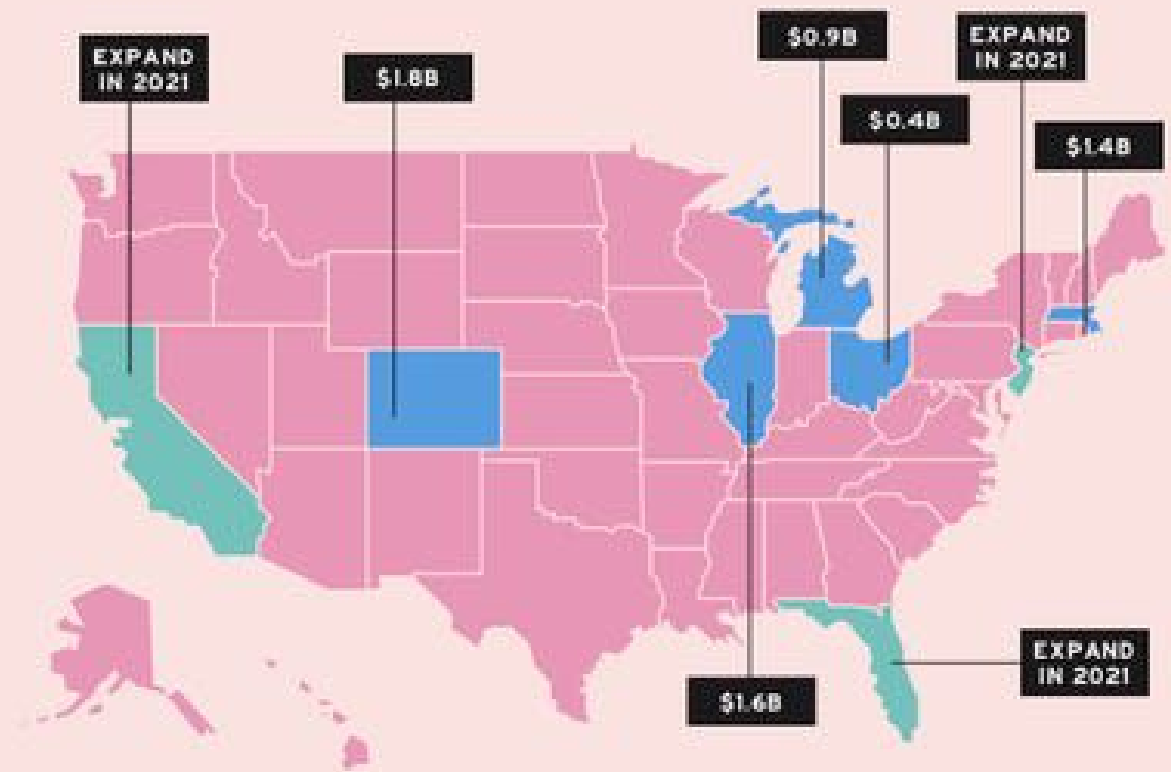 EXPAND
IN 2021
$1.8B
$0.9B
EXPAND
IN 2021
$0.4B
$1.4B
EXPAND
IN 2021
$1.6B